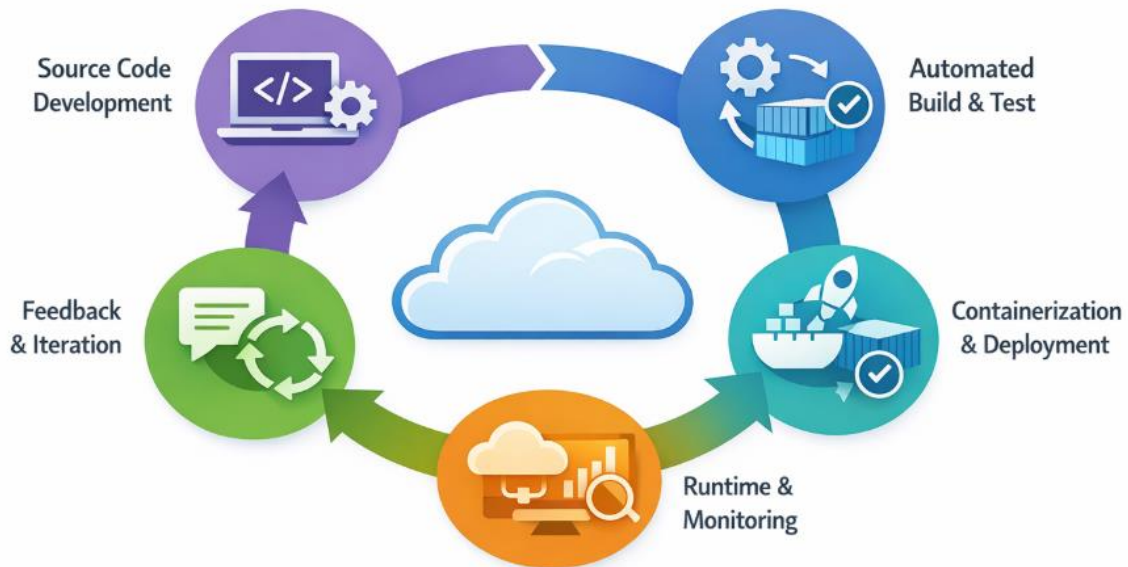 Source Code
Development
</>
Automated
Build & Test
Feedback
& Iteration
Containerization
& Deployment
Runtime &
Monitoring